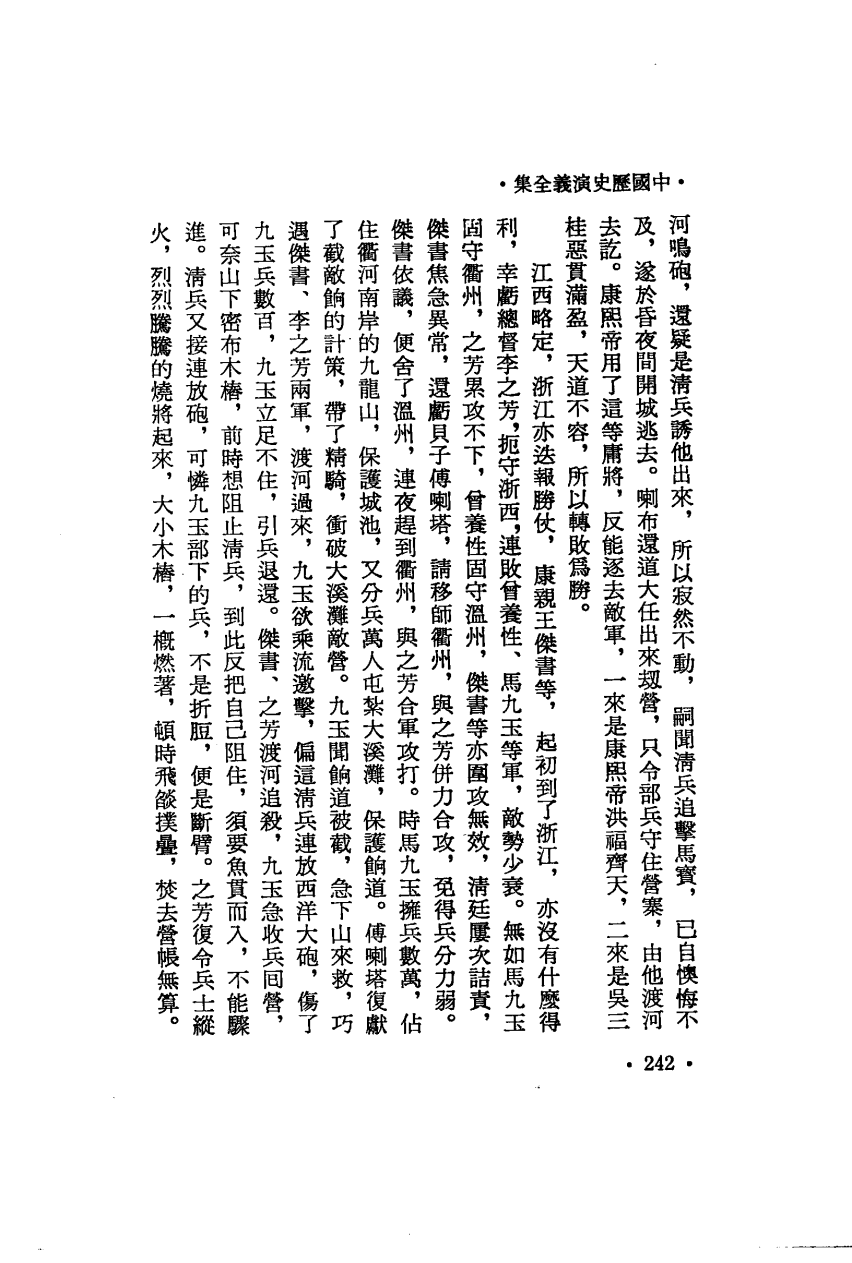 •中國歷史演義全集•
河鳴砲，還疑是清兵誘他出來，所以寂然不動，嗣聞清兵追擊馬寶，已自懊悔不
及，遂於昏夜間開城逃去。喇布還道大任出來刼營，只令部兵守住營寨，由他渡河
去訖。康熙帝用了這等庸將，反能逐去敵軍，一來是康熙帝洪福齊天，二來是吳三
桂惡貫滿盈，天道不容，所以轉敗爲勝。
江西略定，浙江亦迭報勝仗，康親王傑書等，起初到了浙江，亦沒有什麼得
利，幸虧總督李之芳，扼守浙西，連敗曾養性、馬九玉等軍，敵勢少衰。無如馬九玉
固守衢州，之芳累攻不下，曾養性固守溫州，傑書等亦圍攻無效，清廷屢次詰責，
傑書焦急異常，還虧貝子傅喇塔，請移師衢州，與之芳併力合攻，免得兵分力弱。
傑書依議，便舍了溫州，連夜趕到衢州，與之芳合軍攻打。時馬九玉擁兵數萬，佔
住衢河南岸的九龍山，保護城池，又分兵萬人屯紮大溪灘，保護餉道。傅喇塔復獻
了截敵餉的計策，帶了精騎，衝破大溪灘敵營。九玉聞餉道被截，急下山來救，巧
遇傑書、李之芳兩軍，渡河過來，九玉欲乘流邀擊，偏這清兵連放西洋大砲，傷了
九玉兵數百，九玉立足不住，引兵退還。傑書、之芳渡河追殺，九玉急收兵回營，
可奈山下密布木樁，前時想阻止清兵，到此反把自己阻住，須要魚貫而入，不能驟
進。清兵又接連放砲，可憐九玉部下的兵，不是折脰，便是斷臂。之芳復令兵士縱
火，烈烈騰騰的燒將起來，大小木樁，一概燃著，頓時飛燄撲疊，焚去營帳無算。
•242•